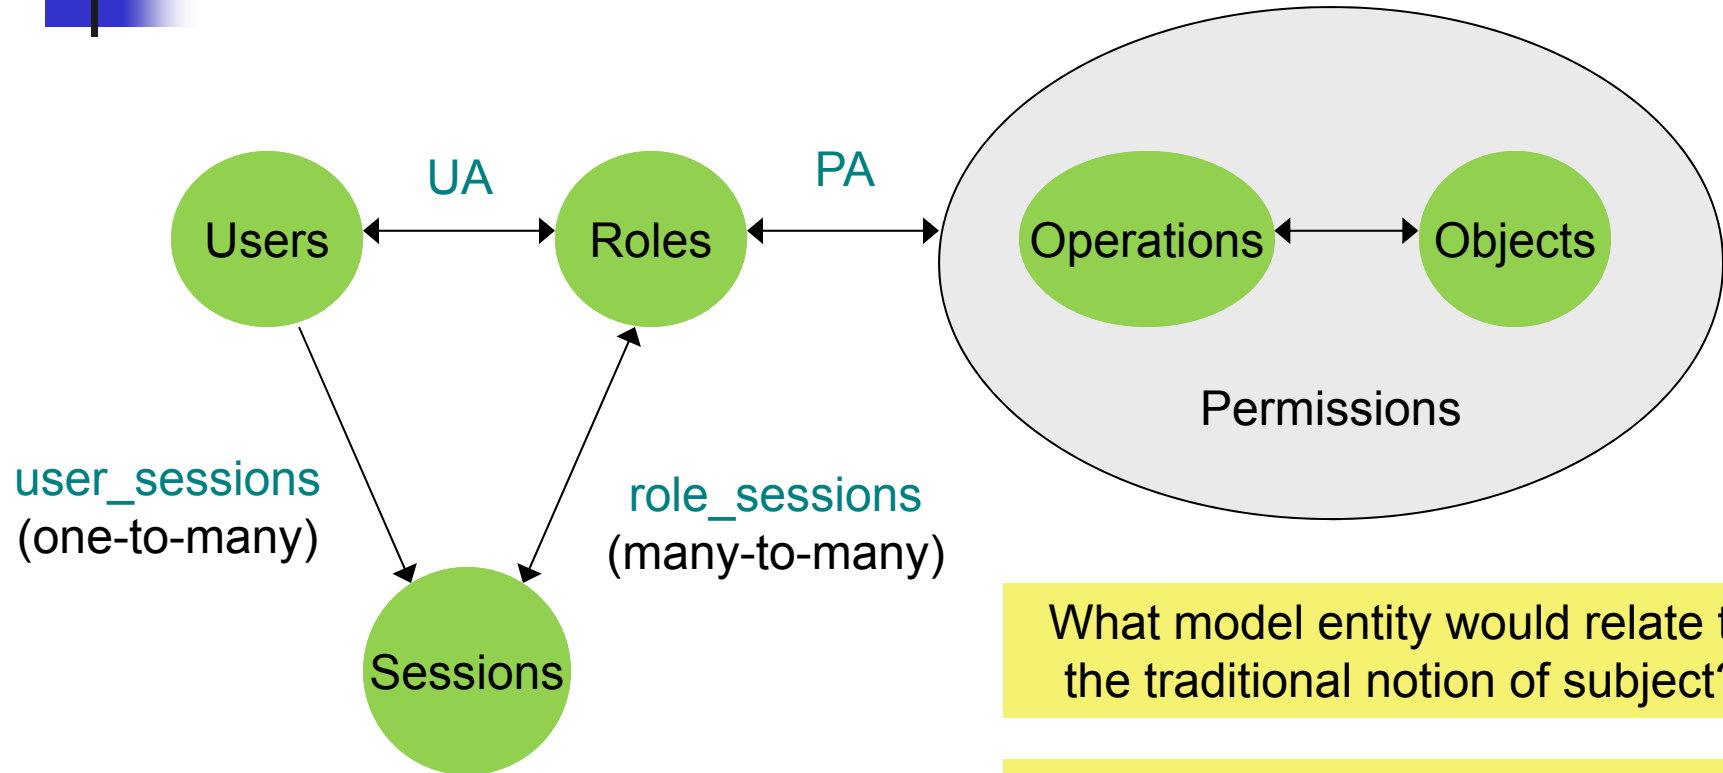 UA
PA
Users
Roles
Operations
Objects
Permissions
user_sessions
(one-to-many)
role_sessions
(many-to-many)
Sessions
What model entity would relate
the traditional notion of subject?